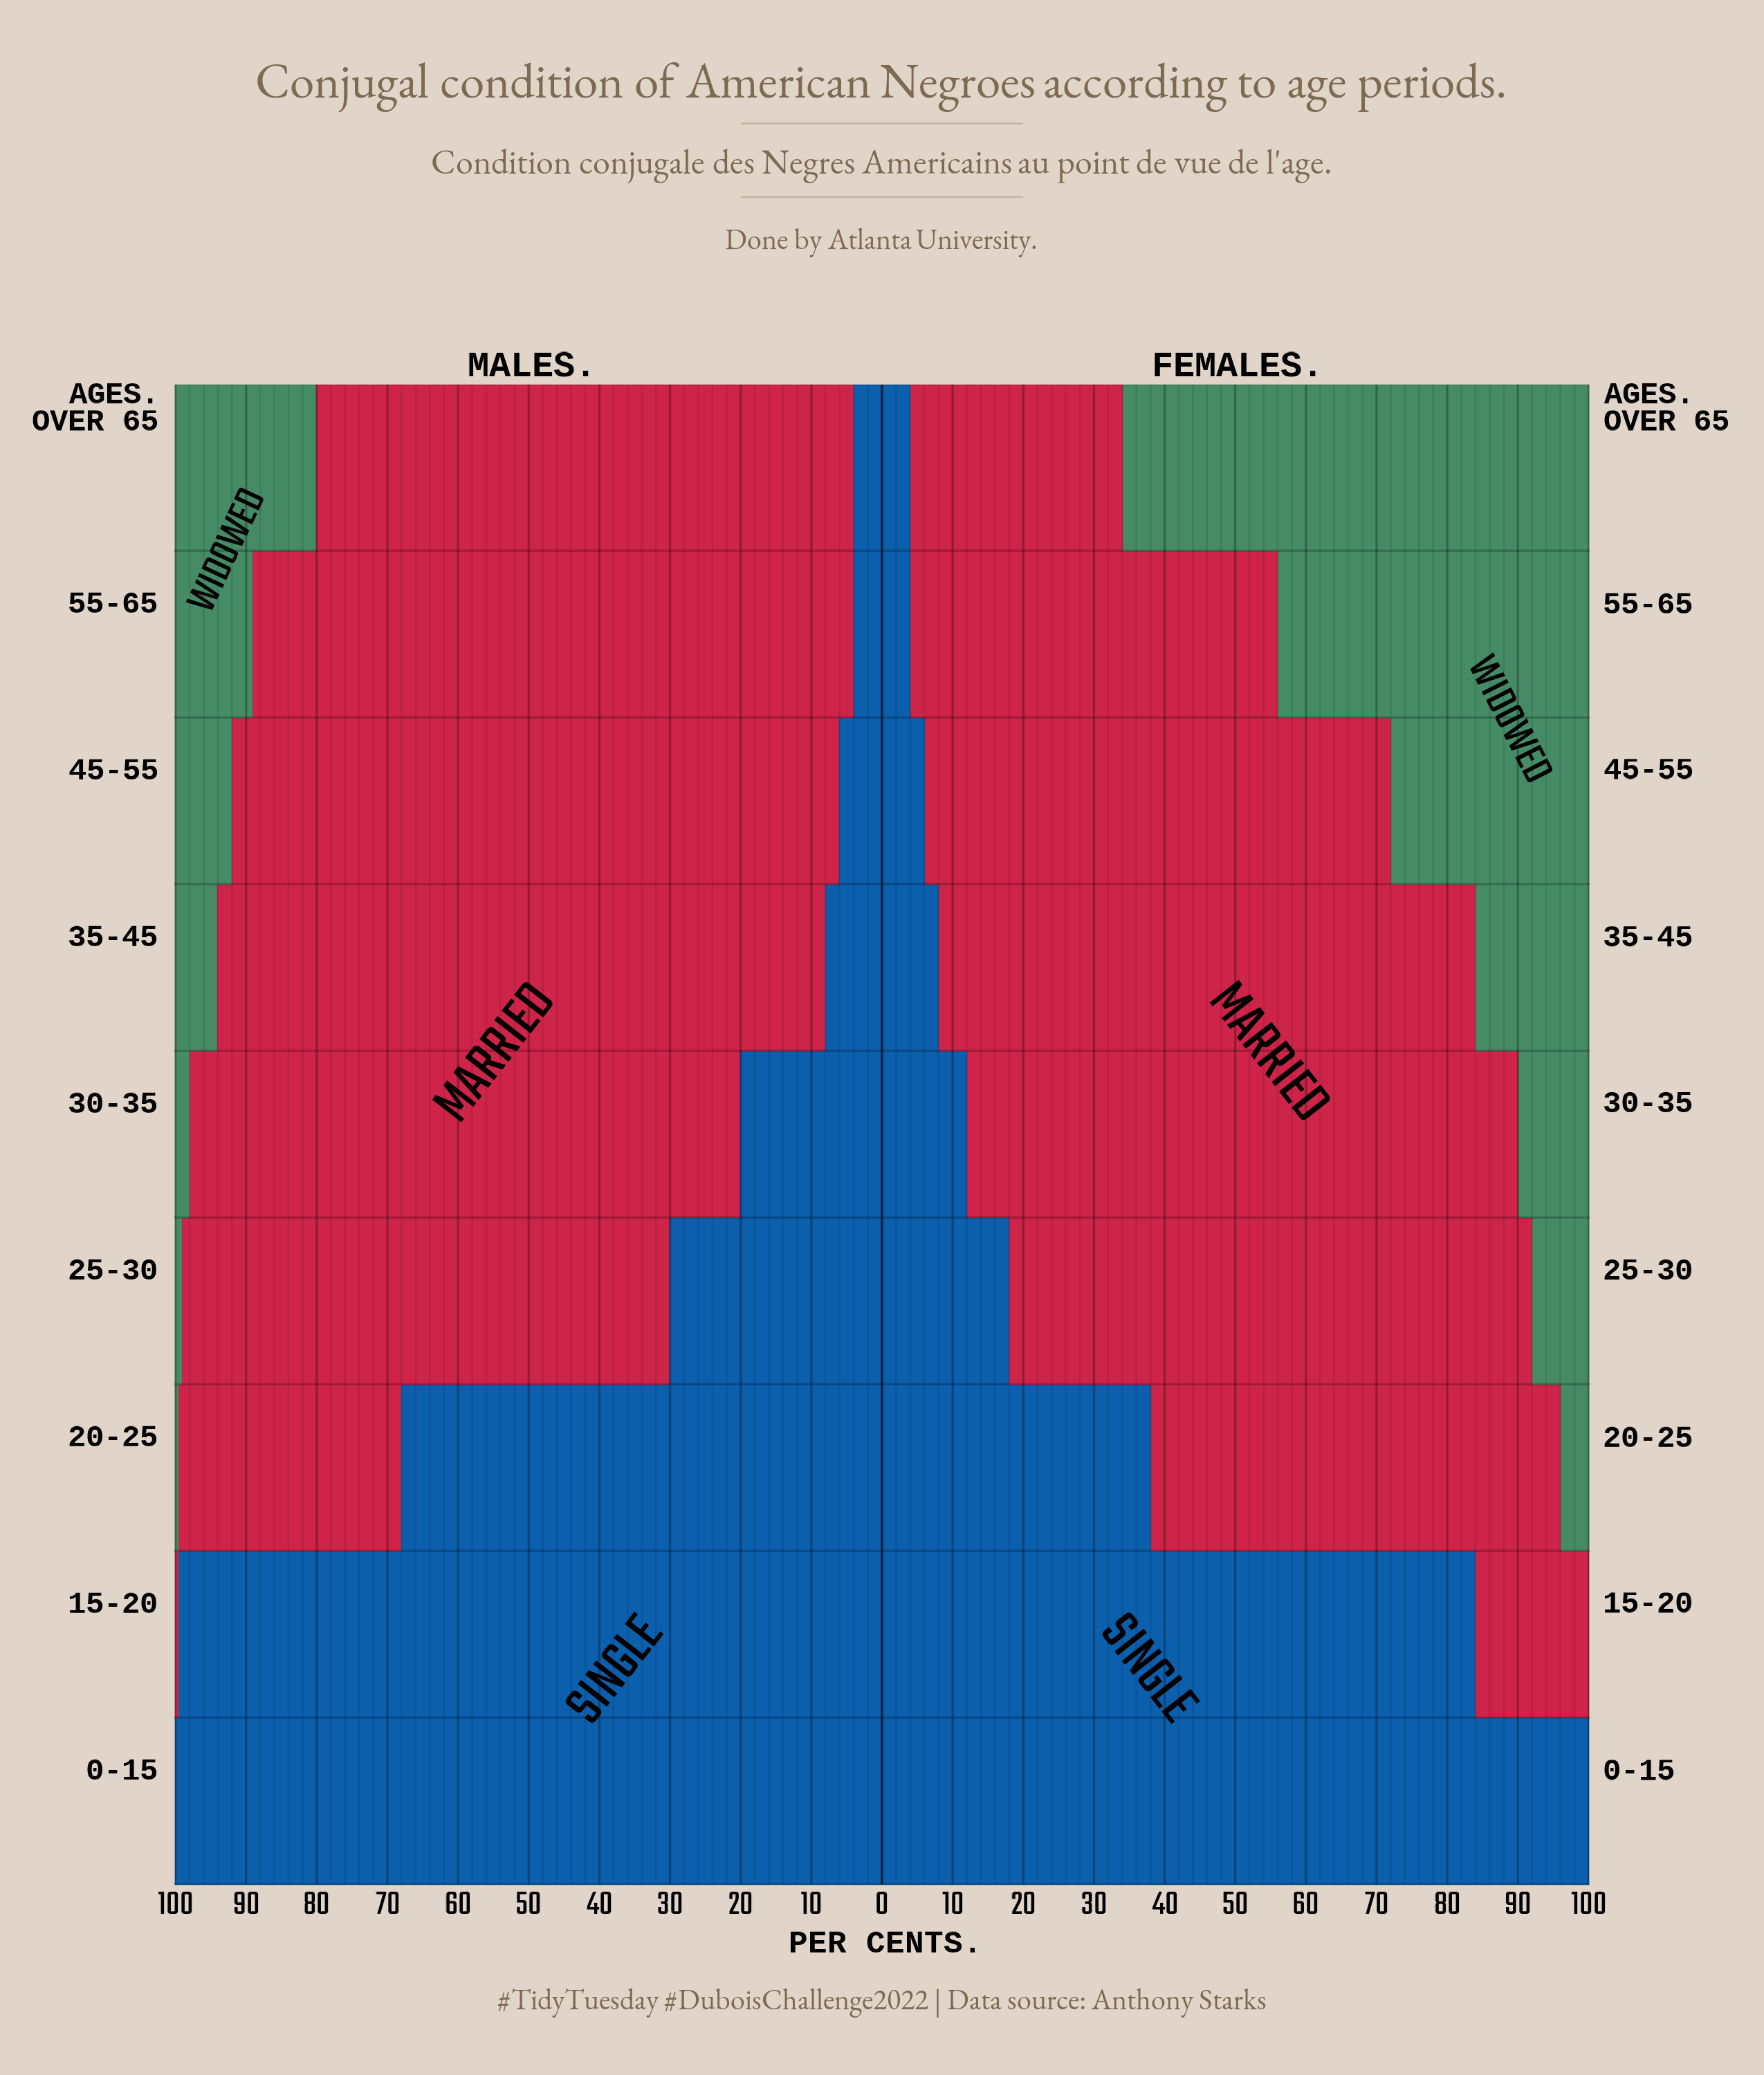 Conjugal condition of American Negroes according to age periods.
Condition conjugale des Negres Americains au point de vue de l'age.
Done by Atlanta University.
MALES.
FEMALES.
AGES.
OVER 65
AGES.
OVER 65
WIDOWED
55-65
55-65
WIDOWED
45-55
45-55
35-45
35-45
MARRIED
MARRIED
30-35
30-35
25-30
25-30
20-25
20-25
15-20
15-20
SINGLE
SINGLE
0-15
0-15
100 90 80 70 60 50 40 30 20 10 0 10 20 30 40 50 60 70 80 90 100
PER CENTS.
#TidyTuesday #DuboisChallenge2022 | Data source: Anthony Starks